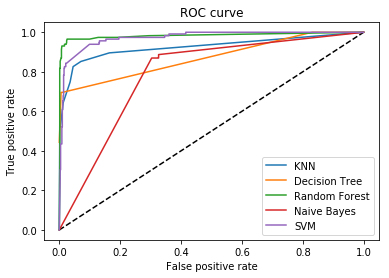 ROC curve
True positive rate
1.0
0.8
0.6
0.4
0.2
0.0
KNN
Decision Tree
Random Forest
Naive Bayes
SVM
0.0 0.2 0.4 0.6 0.8 1.0
False positive rate